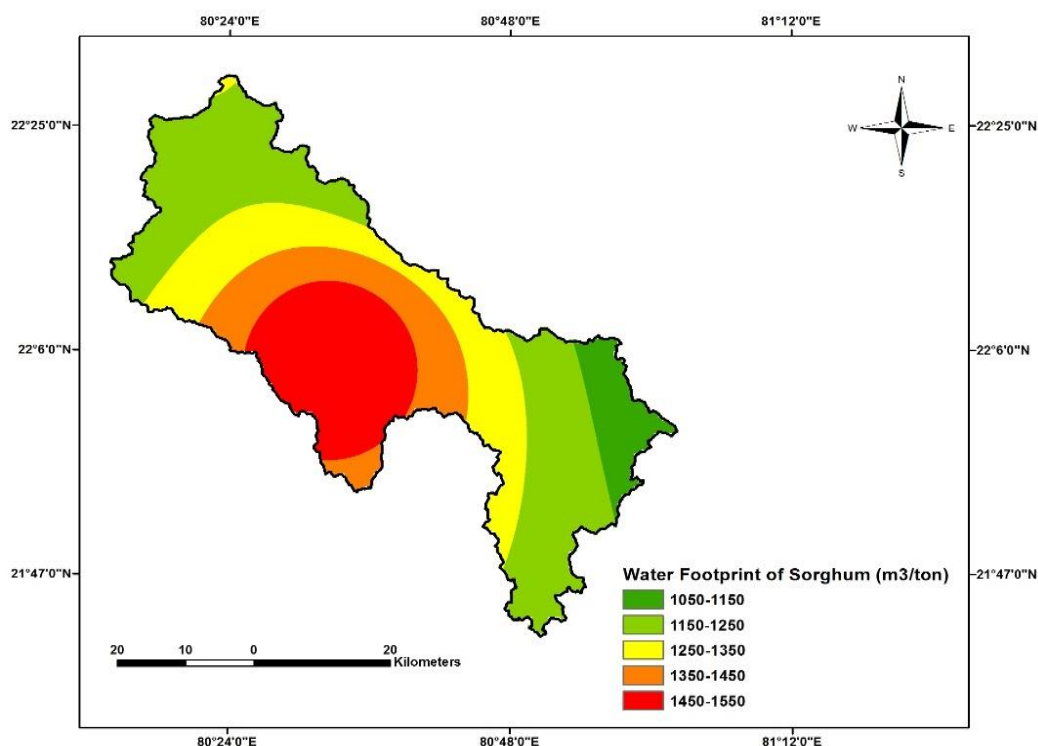 80°24'0"E 80°48'0"E 81°12'0"E
N
22°25'0"N 22°25'0"N
W E
S
22°6'0"N 22°6'0"N
21°47'0"N 21°47'0"N
Water Footprint of Sorghum (m3/ton)
1050-1150
1150-1250
1250-1350
1350-1450
1450-1550
20 10 0 20
Kilometers
80°24'0"E 80°48'0"E 81°12'0"E